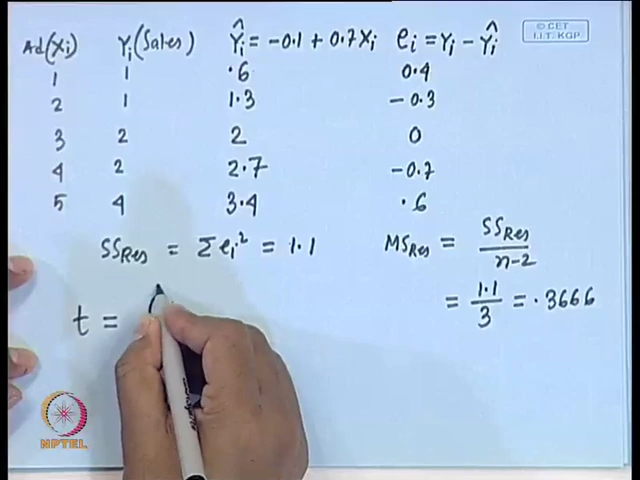 © CET
I.I.T. KGP
Ad(Xi) Yi(Sales) Ŷi = -0.1 + 0.7Xi ei = Yi - Ŷi
1 1 .6 0.4
2 1 1.3 -0.3
3 2 2 0
4 2 2.7 -0.7
5 4 3.4 .6
SSRes = Σ ei² = 1.1 MSRes = SSRes / n-2
= 1.1 / 3 = .3666
t =
NPTEL